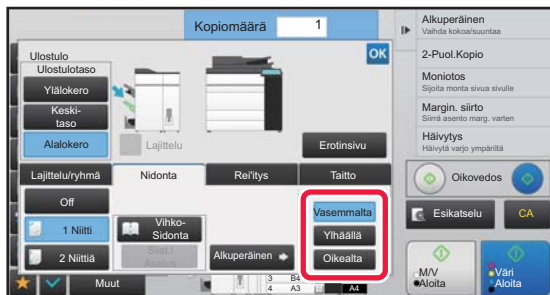 Kopiomäärä 1
Ulostulo
OK
Ulostulotaso
Ylälokero
Keski-
taso
Alalokero
Lajittelu
Erotinsivu
Lajittelu/ryhmä
Nidonta
Rei'itys
Taitto
Off
1 Niitti
2 Niittiä
Vihko-
Sidonta
Siist.l
Asetus
Alkuperäinen
Vasemmalta
Ylhäällä
Oikealta
Muut
3 B4
4 A3
A4
Alkuperäinen
Vaihda kokoa/suuntaa
2-Puol.Kopio
Moniotos
Sijoita monta sivua sivulle
Margin. siirto
Siirrä asento marg. varten
Häivytys
Häivytä varjo ympäriltä
Oikovedos
Esikatselu
CA
M/V
Aloita
Väri
Aloita